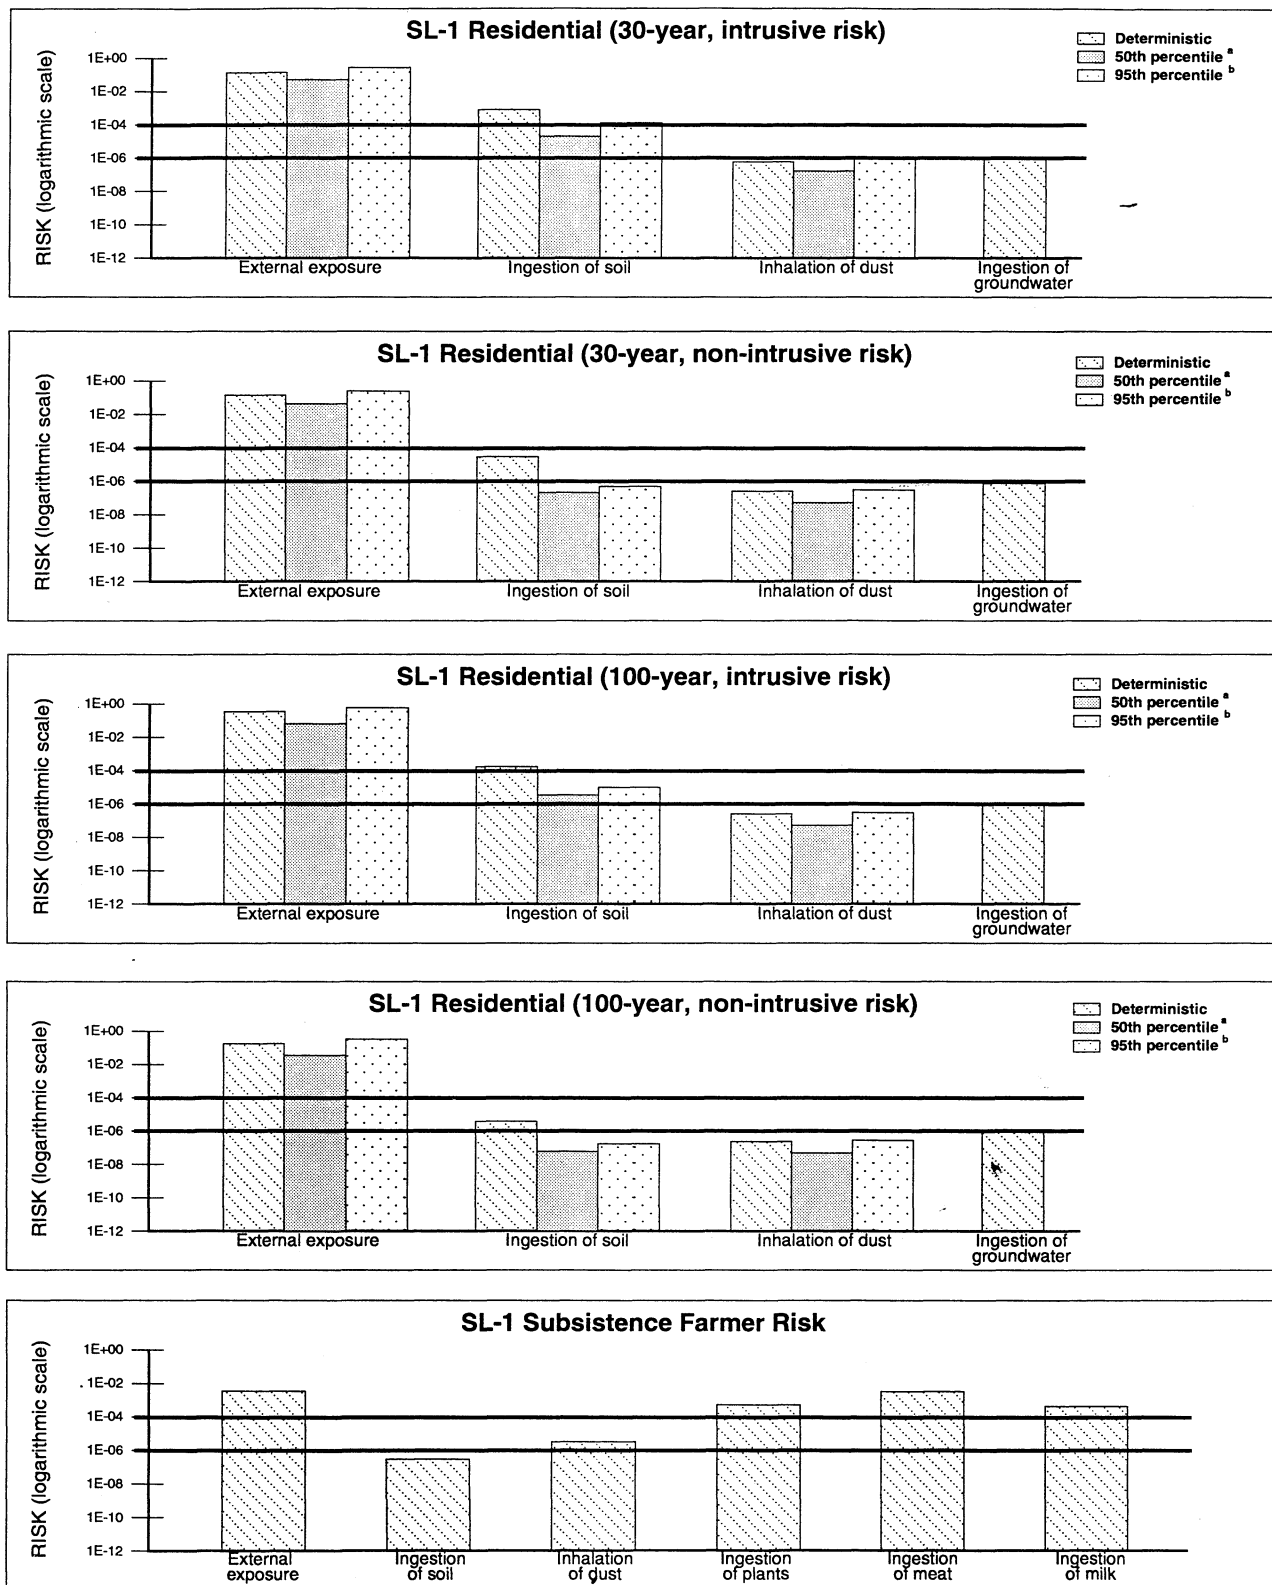 SL-1 Residential (30-year, intrusive risk)
Deterministic
50th percentile a
95th percentile b
RISK (logarithmic scale)
1E+00
1E-02
1E-04
1E-06
1E-08
1E-10
1E-12
External exposure
Ingestion of soil
Inhalation of dust
Ingestion of
groundwater
SL-1 Residential (30-year, non-intrusive risk)
Deterministic
50th percentile a
95th percentile b
RISK (logarithmic scale)
1E+00
1E-02
1E-04
1E-06
1E-08
1E-10
1E-12
External exposure
Ingestion of soil
Inhalation of dust
Ingestion of
groundwater
SL-1 Residential (100-year, intrusive risk)
Deterministic
50th percentile a
95th percentile b
RISK (logarithmic scale)
1E+00
1E-02
1E-04
1E-06
1E-08
1E-10
1E-12
External exposure
Ingestion of soil
Inhalation of dust
Ingestion of
groundwater
SL-1 Residential (100-year, non-intrusive risk)
Deterministic
50th percentile a
95th percentile b
RISK (logarithmic scale)
1E+00
1E-02
1E-04
1E-06
1E-08
1E-10
1E-12
External exposure
Ingestion of soil
Inhalation of dust
Ingestion of
groundwater
SL-1 Subsistence Farmer Risk
RISK (logarithmic scale)
1E+00
1E-02
1E-04
1E-06
1E-08
1E-10
1E-12
External
exposure
Ingestion
of soil
Inhalation
of dust
Ingestion
of plants
Ingestion
of meat
Ingestion
of milk